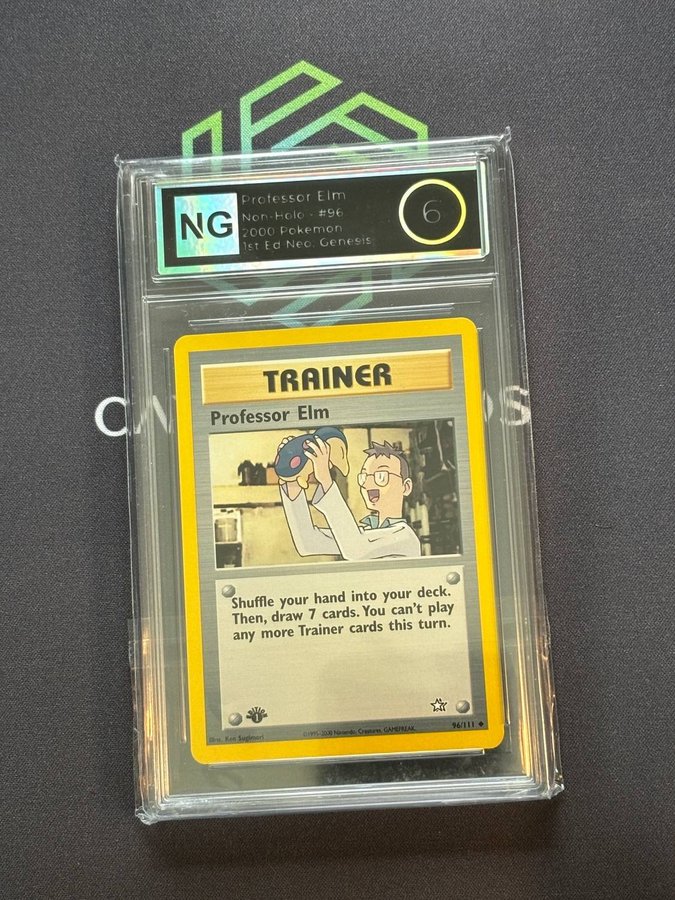 NG
Professor Elm
Non-Holo - #96
2000 Pokemon
1st Ed Neo. Genesis
6
TRAINER
Professor Elm
Shuffle your hand into your deck.
Then, draw 7 cards. You can't play
any more Trainer cards this turn.
EDITION
1
Illus. Ken Sugimori
©1995-2000 Nintendo, Creatures, GAMEFREAK.
96/111